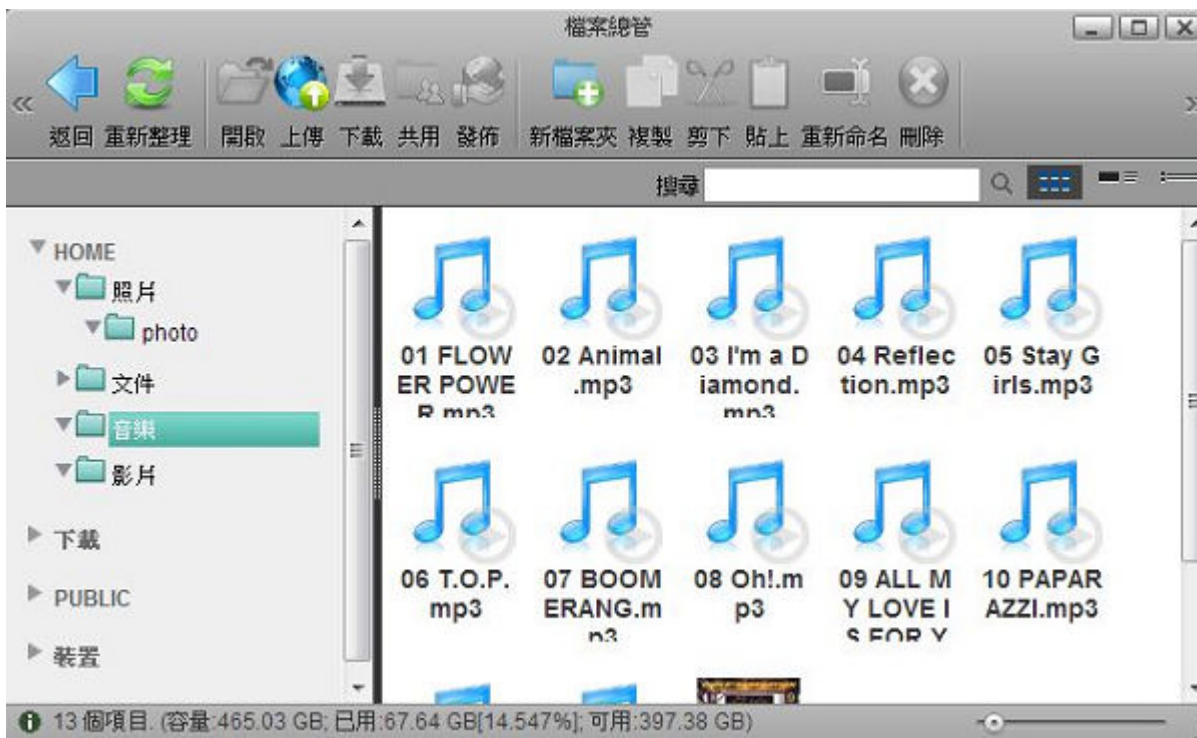 檔案總管
返回 重新整理 開啟 上傳 下載 共用 發佈 新檔案夾 複製 剪下 貼上 重新命名 刪除
搜尋
HOME
照片
photo
文件
音樂
影片
下載
PUBLIC
裝置
01 FLOW
ER POWE
R.mp3
02 Animal
.mp3
03 I'm a D
iamond.
mp3
04 Reflec
tion.mp3
05 Stay G
irls.mp3
06 T.O.P.
mp3
07 BOOM
ERANG.m
p3
08 Oh!.m
p3
09 ALL M
Y LOVE I
S FOR Y
10 PAPAR
AZZI.mp3
13 個項目. (容量:465.03 GB; 已用:67.64 GB[14.547%]; 可用:397.38 GB)